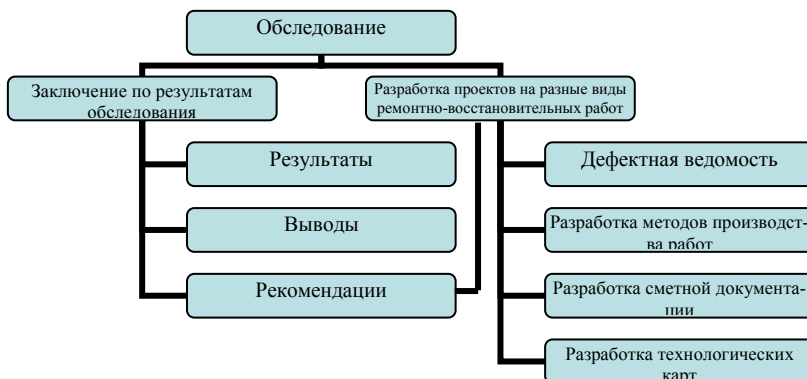 Обследование
Заключение по результатам
обследования
Разработка проектов на разные виды
ремонтно-восстановительных работ
Результаты
Выводы
Рекомендации
Дефектная ведомость
Разработка методов производст-
ва работ
Разработка сметной документа-
ции
Разработка технологических
карт